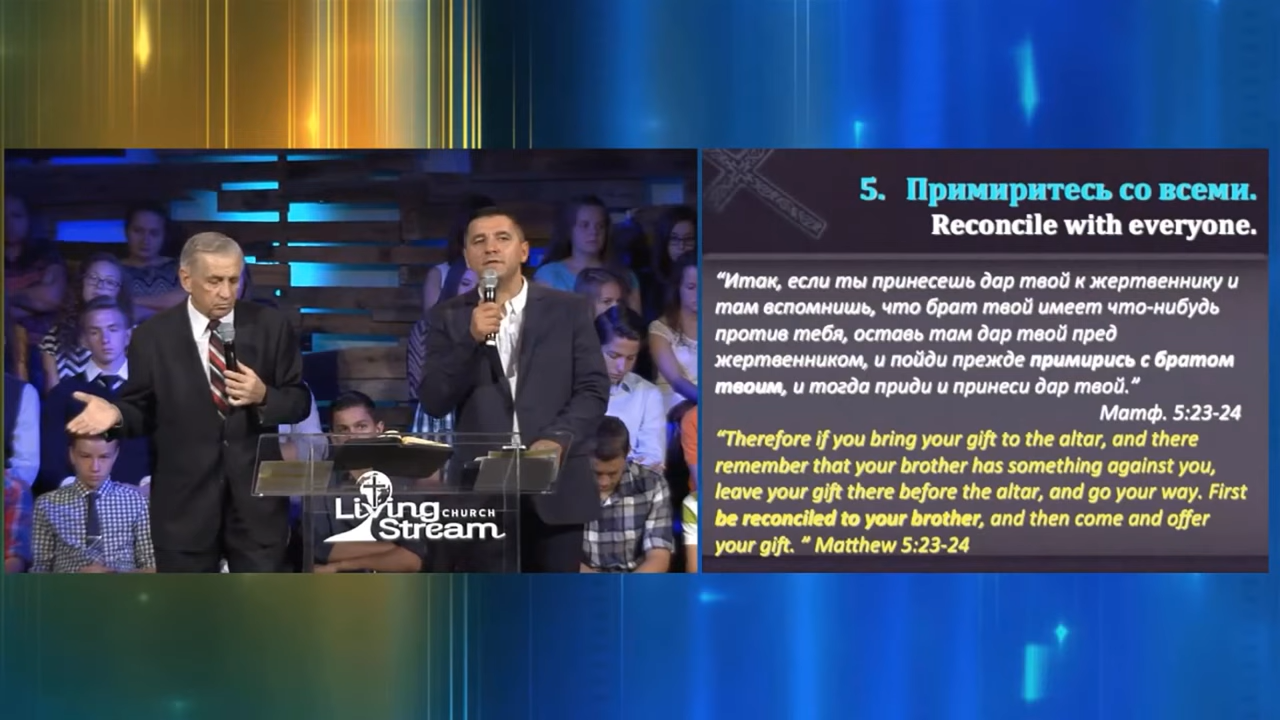 Living
CHURCH
Stream
5. Примиритесь со всеми.
Reconcile with everyone.
“Итак, если ты принесешь дар твой к жертвеннику и
там вспомнишь, что брат твой имеет что-нибудь
против тебя, оставь там дар твой пред
жертвенником, и пойди прежде примирись с братом
твоим, и тогда приди и принеси дар твой.”
Матф. 5:23-24
“Therefore if you bring your gift to the altar, and there
remember that your brother has something against you,
leave your gift there before the altar, and go your way. First
be reconciled to your brother, and then come and offer
your gift. “ Matthew 5:23-24